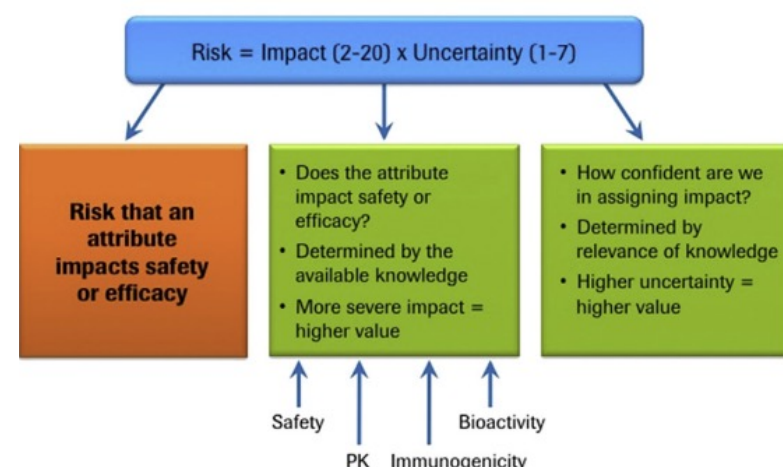 Risk = Impact (2-20) x Uncertainty (1-7)
Risk that an
attribute
impacts safety
or efficacy
• Does the attribute
impact safety or
efficacy?
• Determined by the
available knowledge
• More severe impact =
higher value
• How confident are we
in assigning impact?
• Determined by
relevance of knowledge
• Higher uncertainty =
higher value
Safety
Bioactivity
PK
Immunogenicity